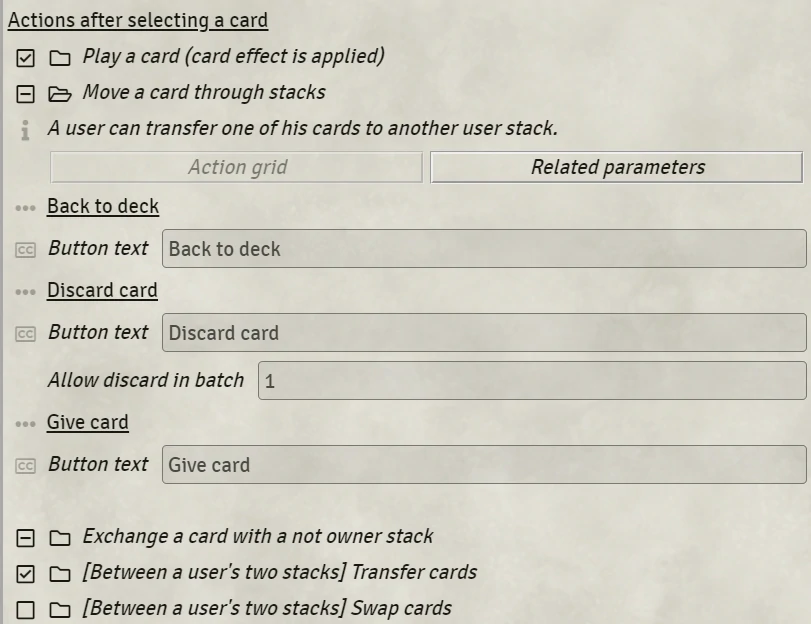 Actions after selecting a card
Play a card (card effect is applied)
Move a card through stacks
A user can transfer one of his cards to another user stack.
Action grid
Related parameters
Back to deck
CC Button text Back to deck
Discard card
CC Button text Discard card
Allow discard in batch 1
Give card
CC Button text Give card
Exchange a card with a not owner stack
[Between a user's two stacks] Transfer cards
[Between a user's two stacks] Swap cards